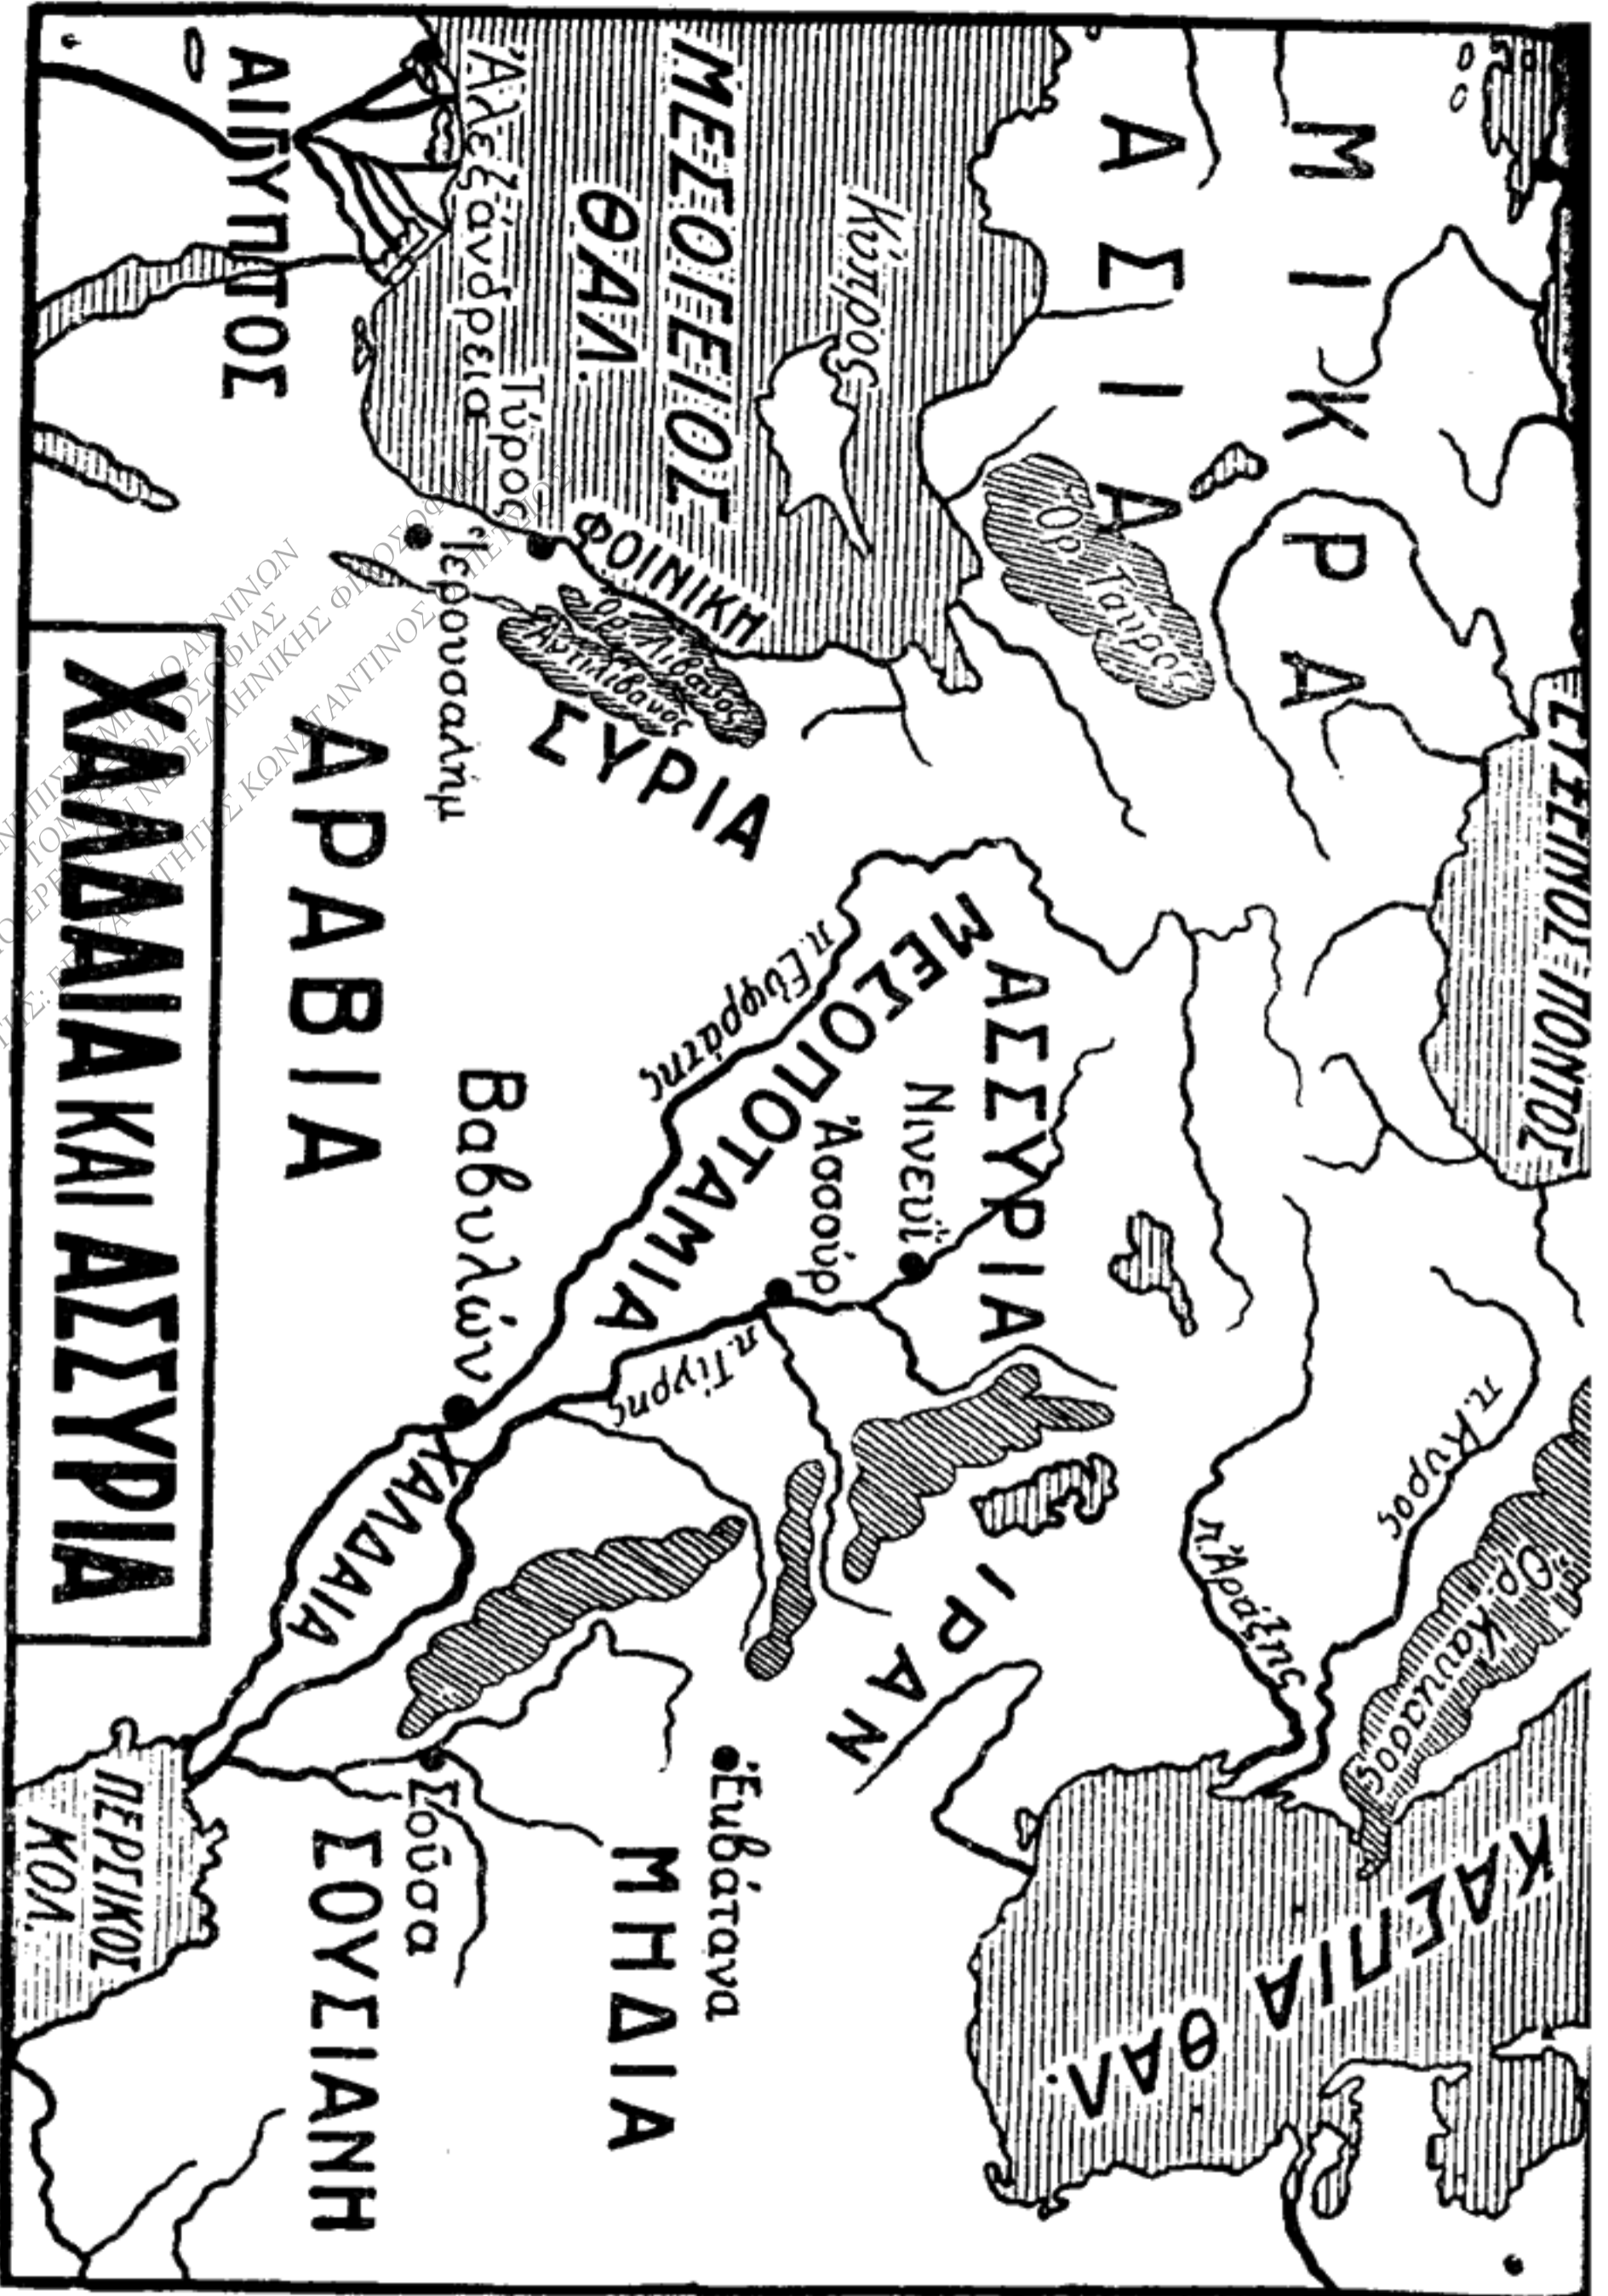 ΜΙΚΡΑ
ΑΣΙΑ
ΕΥΞΕΙΝΟΣ ΠΟΝΤΟΣ
Ὄρ. Καύκασος
ΚΑΣΠΙΑ ΘΑΛ.
π. Κῦρος
π. Ἀράξης
Ὄρ. Ταῦρος
Κύπρος
ΜΕΣΟΓΕΙΟΣ
ΘΑΛ.
ΑΣΣΥΡΙΑ
Νινευΐ
Ἀσσούρ
ΜΕΣΟΠΟΤΑΜΙΑ
π. Εὐφράτης
π. Τίγρης
ΙΡΑΝ
ΦΟΙΝΙΚΗ
Ὄρ. Λίβανος
Ἀντιλίβανος
ΣΥΡΙΑ
Τύρος
Ἀλεξάνδρεια
Ἱερουσαλήμ
Βαβυλών
Ἐκβάτανα
ΜΗΔΙΑ
ΑΙΓΥΠΤΟΣ
ΑΡΑΒΙΑ
ΧΑΛΔΑΙΑ
Σοῦσα
ΣΟΥΣΙΑΝΗ
ΠΕΡΣΙΚΟΣ
ΚΟΛ.
ΧΑΛΔΑΙΑ ΚΑΙ ΑΣΣΥΡΙΑ